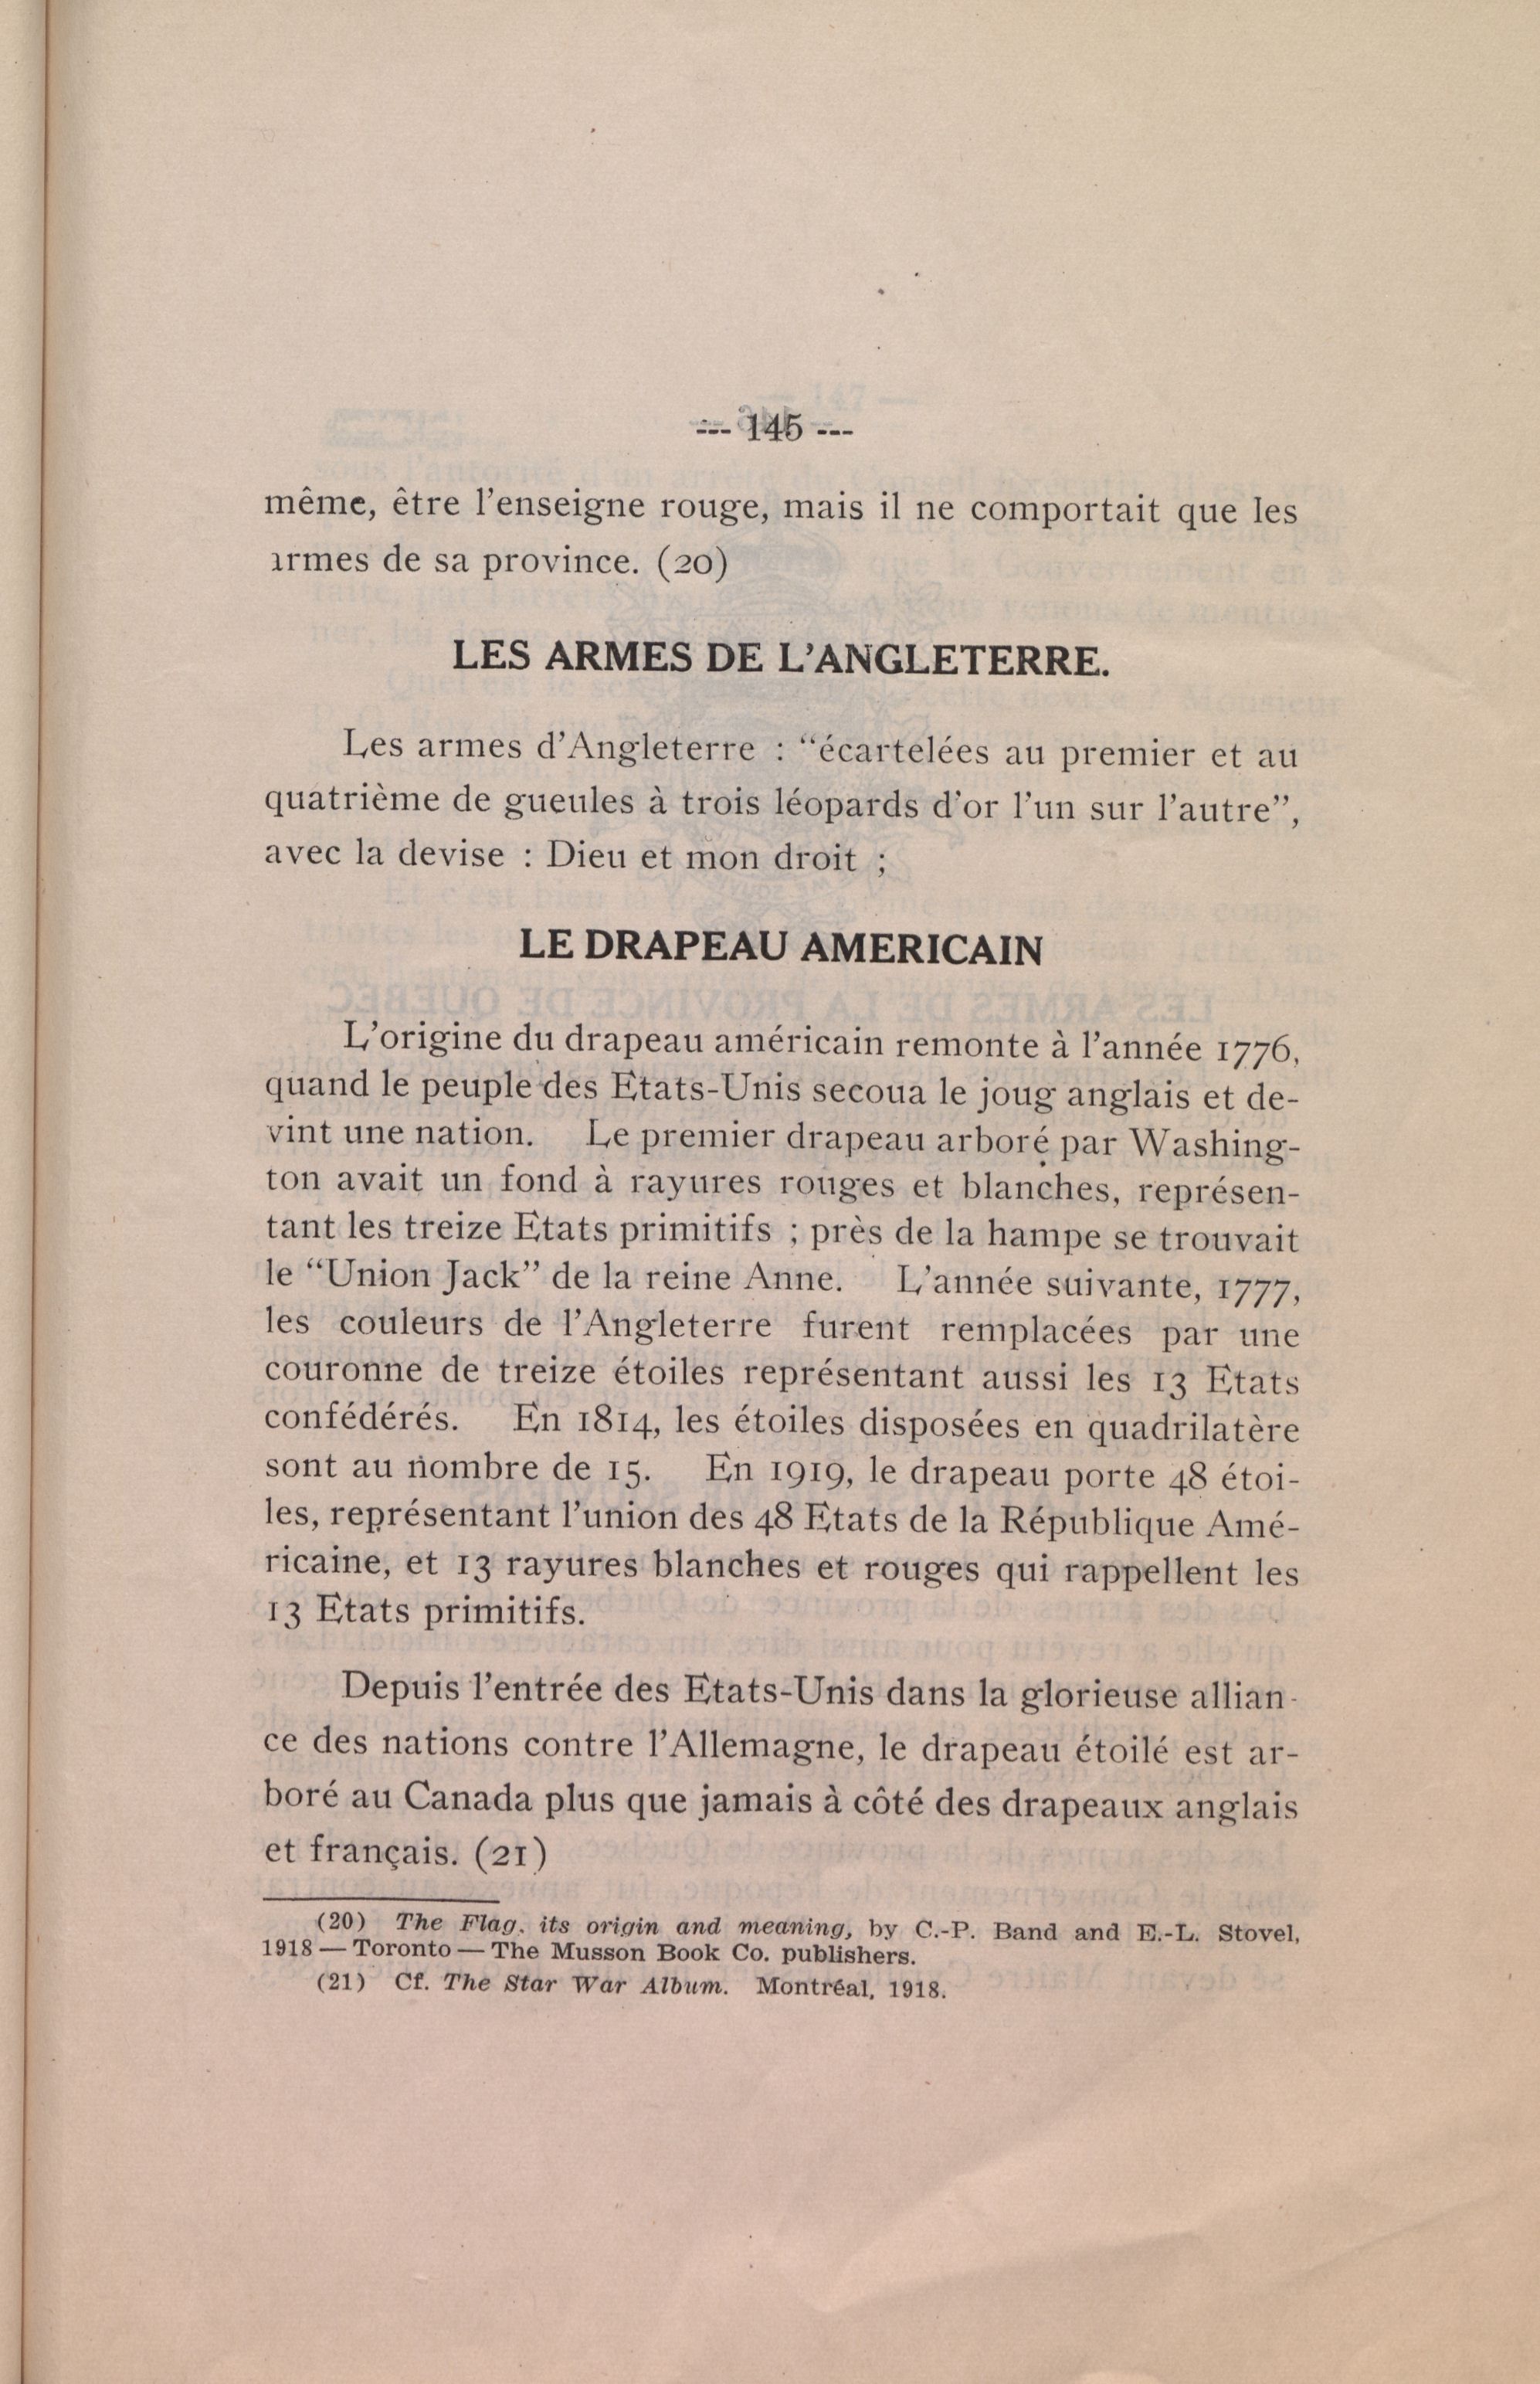 --- 145 ---
même, être l'enseigne rouge, mais il ne comportait que les
armes de sa province. (20)
LES ARMES DE L'ANGLETERRE.
Les armes d'Angleterre : “écartelées au premier et au
quatrième de gueules à trois léopards d'or l'un sur l'autre”,
avec la devise : Dieu et mon droit ;
LE DRAPEAU AMERICAIN
L'origine du drapeau américain remonte à l'année 1776,
quand le peuple des Etats-Unis secoua le joug anglais et de-
vint une nation. Le premier drapeau arboré par Washing-
ton avait un fond à rayures rouges et blanches, représen-
tant les treize Etats primitifs ; près de la hampe se trouvait
le “Union Jack” de la reine Anne. L'année suivante, 1777,
les couleurs de l'Angleterre furent remplacées par une
couronne de treize étoiles représentant aussi les 13 Etats
confédérés. En 1814, les étoiles disposées en quadrilatère
sont au nombre de 15. En 1919, le drapeau porte 48 étoi-
les, représentant l'union des 48 Etats de la République Amé-
ricaine, et 13 rayures blanches et rouges qui rappellent les
13 Etats primitifs.
Depuis l'entrée des Etats-Unis dans la glorieuse allian-
ce des nations contre l'Allemagne, le drapeau étoilé est ar-
boré au Canada plus que jamais à côté des drapeaux anglais
et français. (21)
(20) The Flag, its origin and meaning, by C.-P. Band and E.-L. Stovel,
1918 — Toronto — The Musson Book Co. publishers.
(21) Cf. The Star War Album. Montréal, 1918.